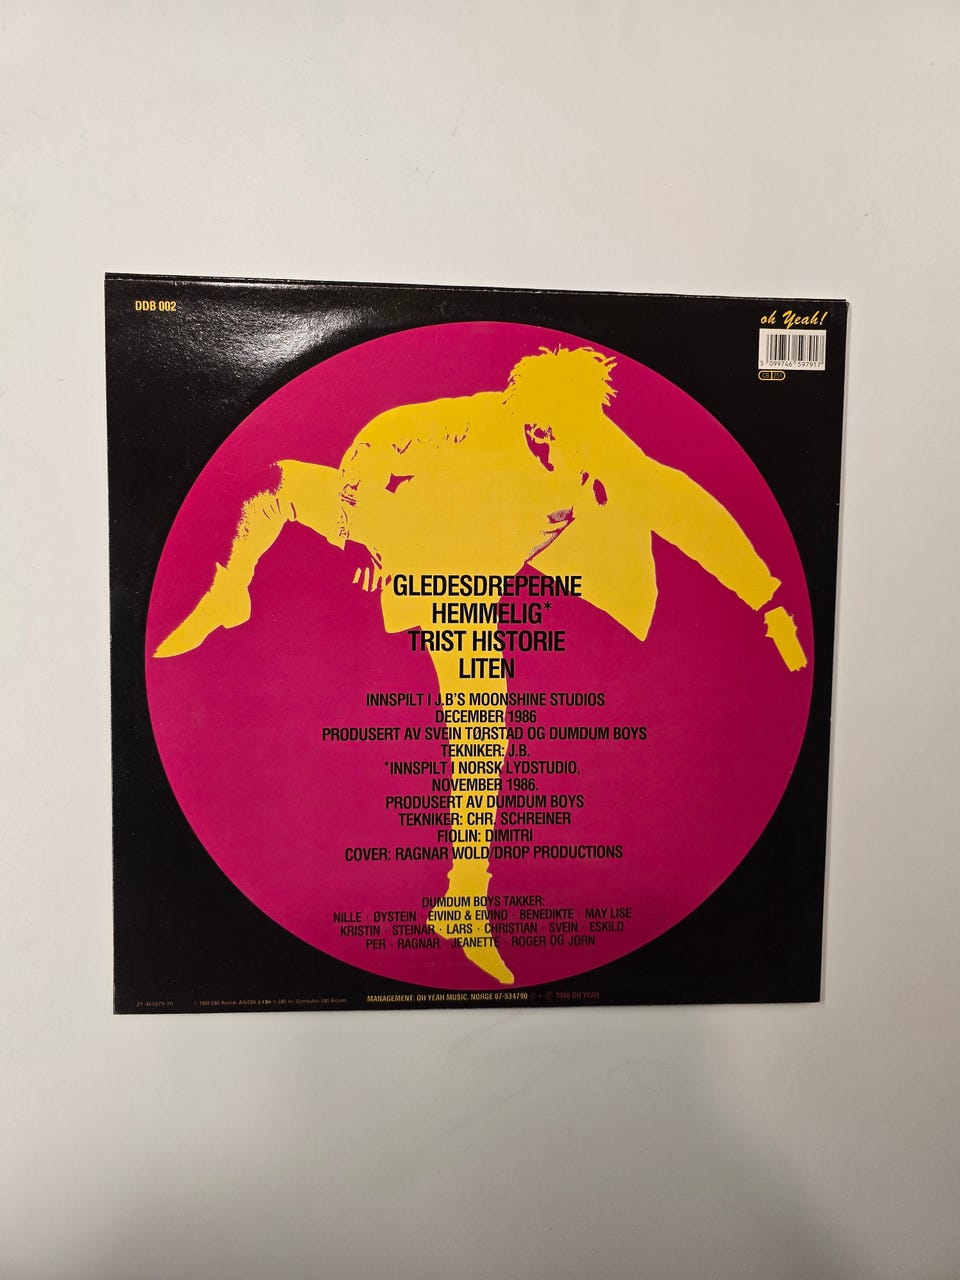 DDB 002
oh Yeah!
5 099746 597917
GLEDESDREPERNE
HEMMELIG*
TRIST HISTORIE
LITEN
INNSPILT I J.B'S MOONSHINE STUDIOS
DECEMBER 1986
PRODUSERT AV SVEIN TØRSTAD OG DUMDUM BOYS
TEKNIKER: J.B.
*INNSPILT I NORSK LYDSTUDIO,
NOVEMBER 1986.
PRODUSERT AV DUMDUM BOYS
TEKNIKER: CHR. SCHREINER
FIOLIN: DIMITRI
COVER: RAGNAR WOLD/DROP PRODUCTIONS
DUMDUM BOYS TAKKER:
NILLE · ØYSTEIN · EIVIND & EIVIND · BENEDIKTE · MAY LISE
KRISTIN · STEINAR · LARS · CHRISTIAN · SVEIN · ESKILD
PER · RAGNAR · JEANETTE · ROGER OG JØRN
MANAGEMENT: OH YEAH MUSIC, NORGE 07-534790 © + ℗ 1986 OH YEAH